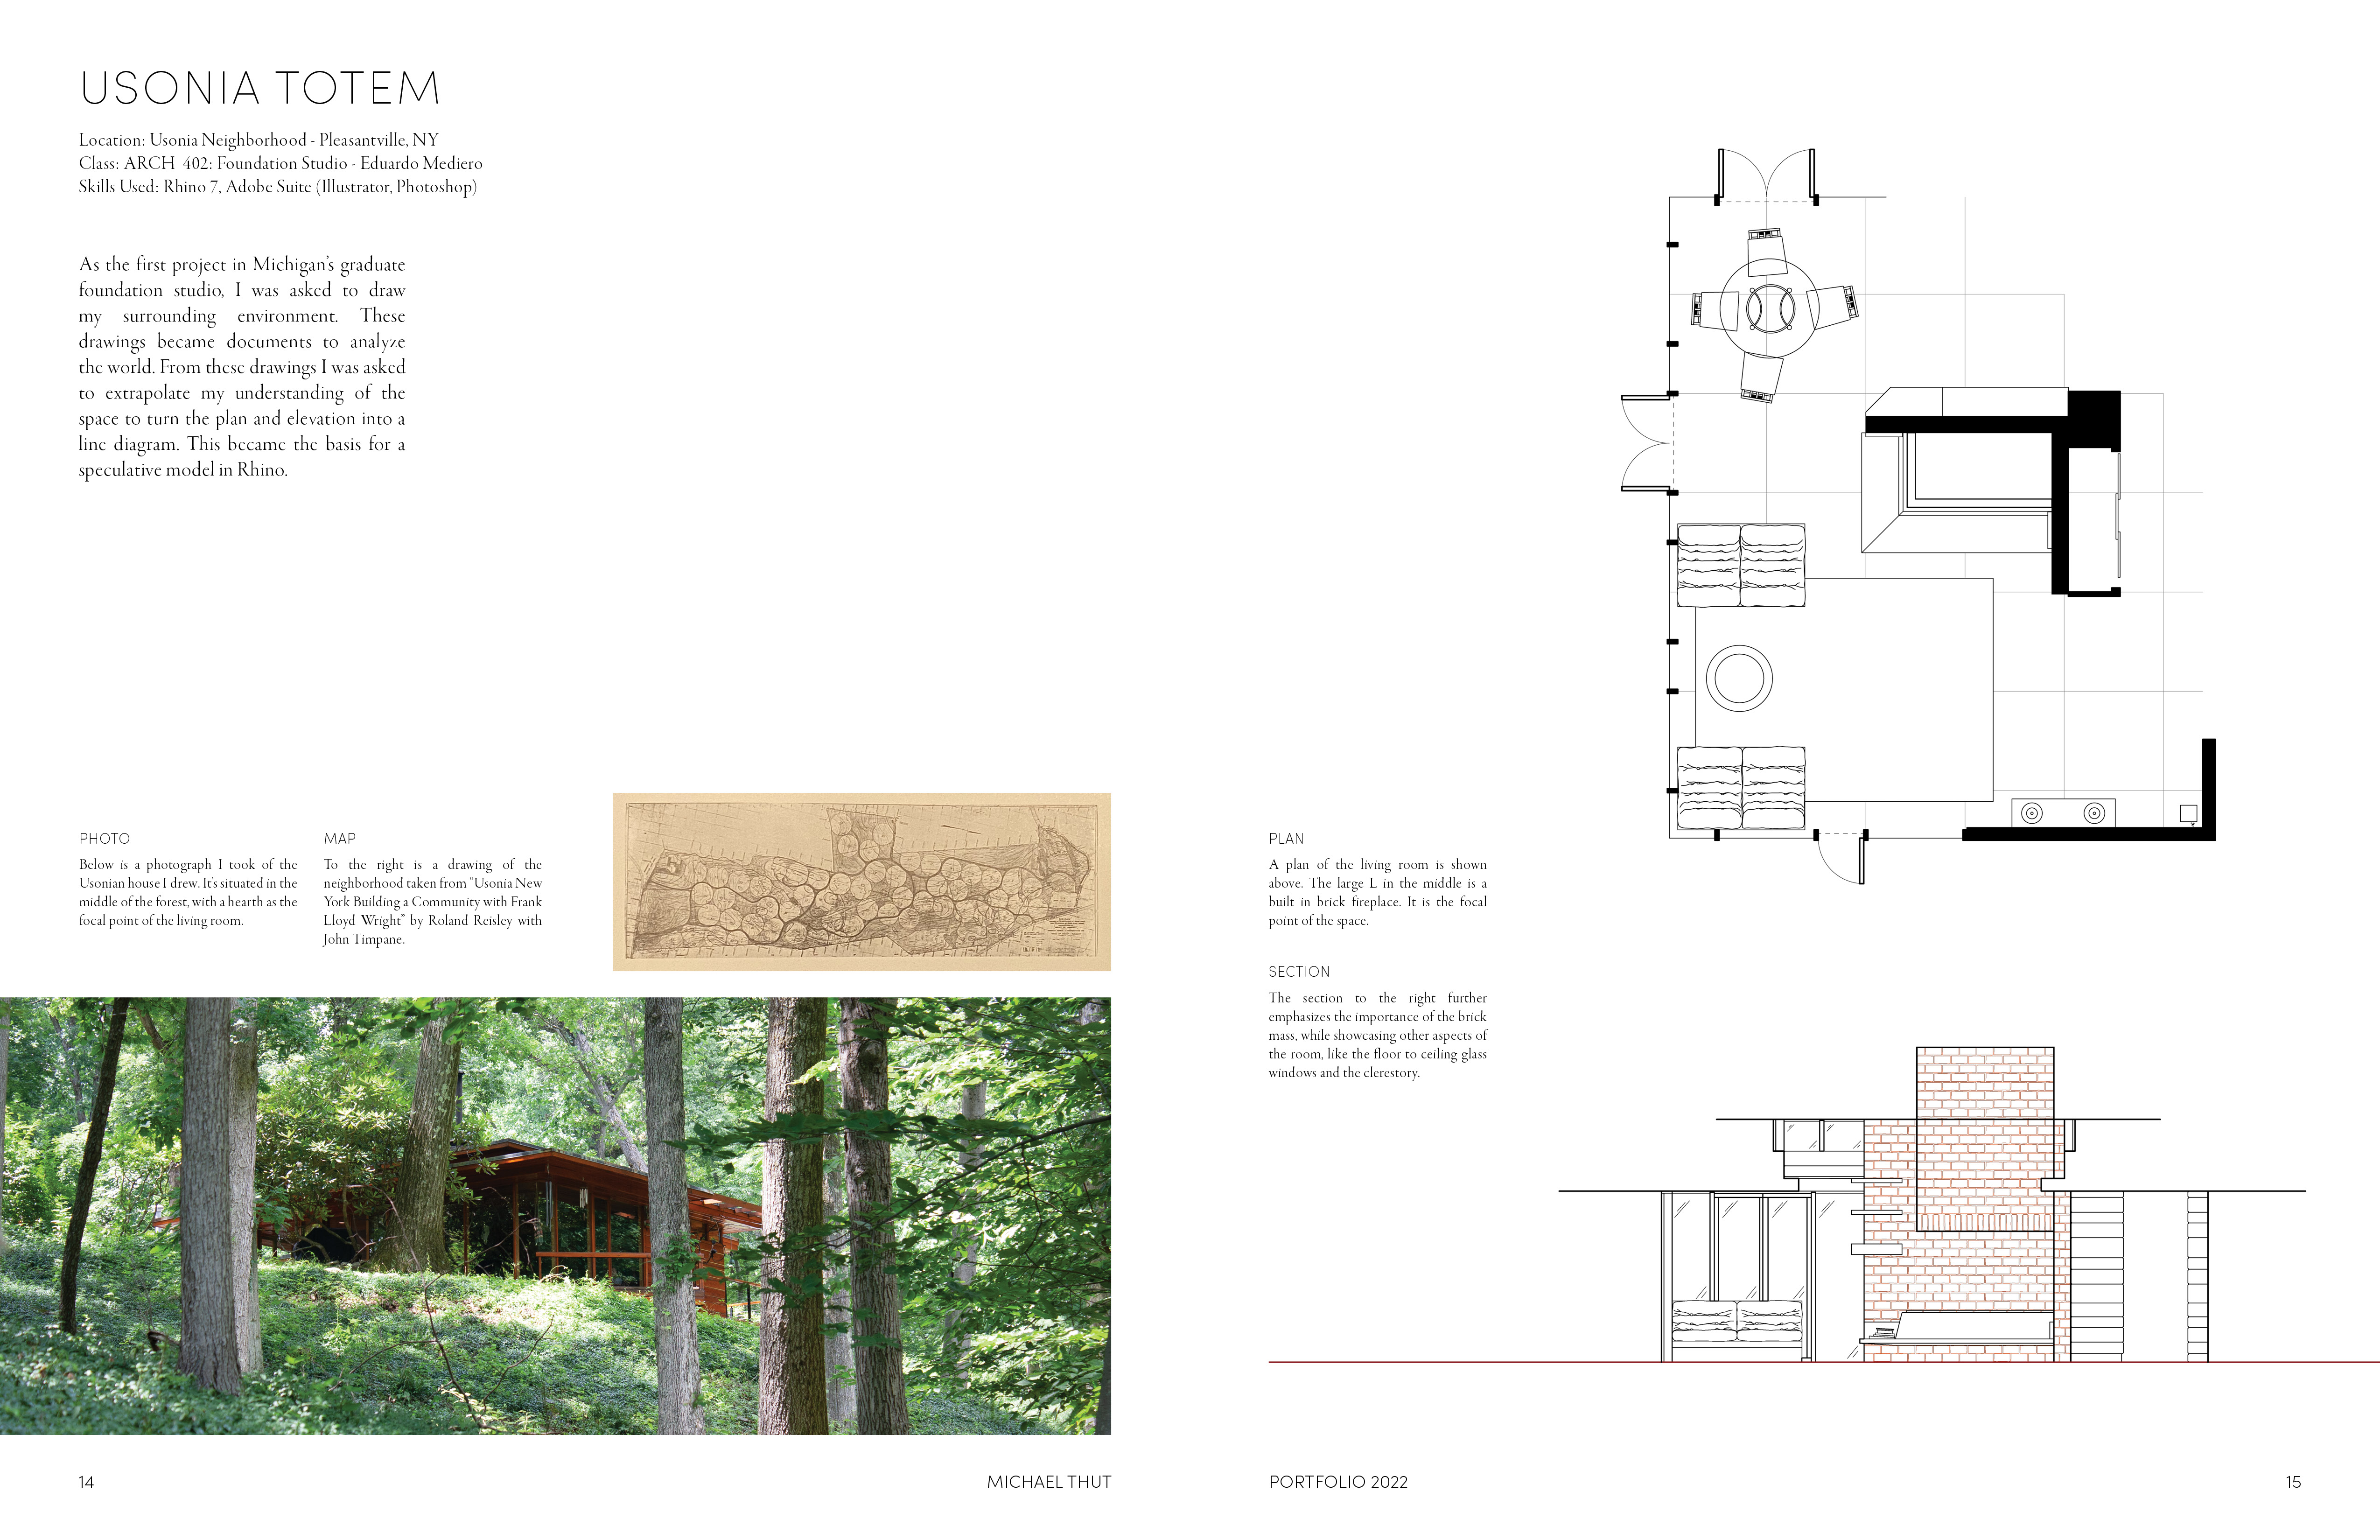 USONIA TOTEM
Location: Usonia Neighborhood - Pleasantville, NY
Class: ARCH 402: Foundation Studio - Eduardo Mediero
Skills Used: Rhino 7, Adobe Suite (Illustrator, Photoshop)
As the first project in Michigan's graduate
foundation studio, I was asked to draw
my surrounding environment. These
drawings became documents to analyze
the world. From these drawings I was asked
to extrapolate my understanding of the
space to turn the plan and elevation into a
line diagram. This became the basis for a
speculative model in Rhino.
PHOTO
Below is a photograph I took of the
Usonian house I drew. It's situated in the
middle of the forest, with a hearth as the
focal point of the living room.
MAP
To the right is a drawing of the
neighborhood taken from "Usonia New
York Building a Community with Frank
Lloyd Wright" by Roland Reisley with
John Timpane.
14
MICHAEL THUT
PLAN
A plan of the living room is shown
above. The large L in the middle is a
built in brick fireplace. It is the focal
point of the space.
SECTION
The section to the right further
emphasizes the importance of the brick
mass, while showcasing other aspects of
the room, like the floor to ceiling glass
windows and the clerestory.
PORTFOLIO 2022
15